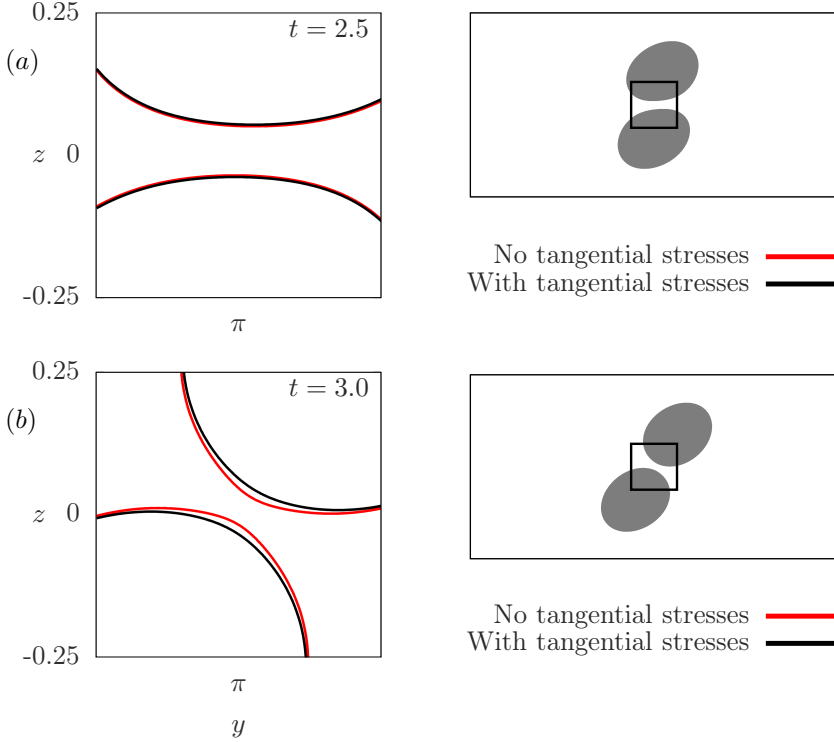 0.25
t = 2.5
(a)
z 0
-0.25
π
No tangential stresses
With tangential stresses
0.25
t = 3.0
(b)
z 0
-0.25
π
y
No tangential stresses
With tangential stresses